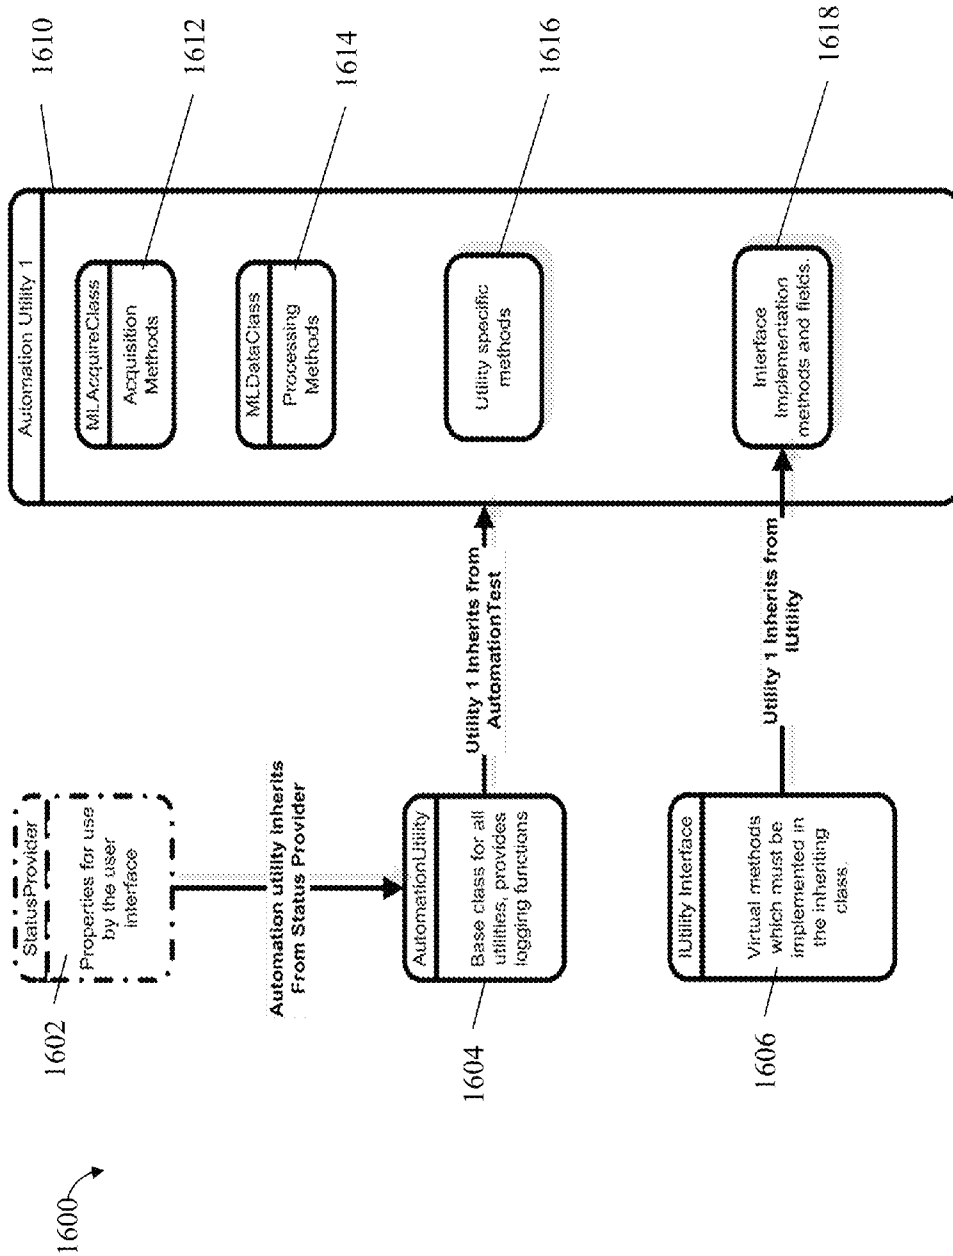 1600
1602
StatusProvider
Properties for use
by the user
interface
Automation utility inherits
From Status Provider
1604
AutomationUtility
Base class for all
utilities, provides
logging functions
Utility 1 Inherits from
AutomationTest
1606
IUtility Interface
Virtual methods
which must be
implemented in
the inheriting
class.
Utility 1 Inherits from
IUtility
Automation Utility 1
1610
MLAcquireClass
Acquisition
Methods
1612
MLDataClass
Processing
Methods
1614
Utility specific
methods
1616
Interface
Implementation
methods and fields.
1618